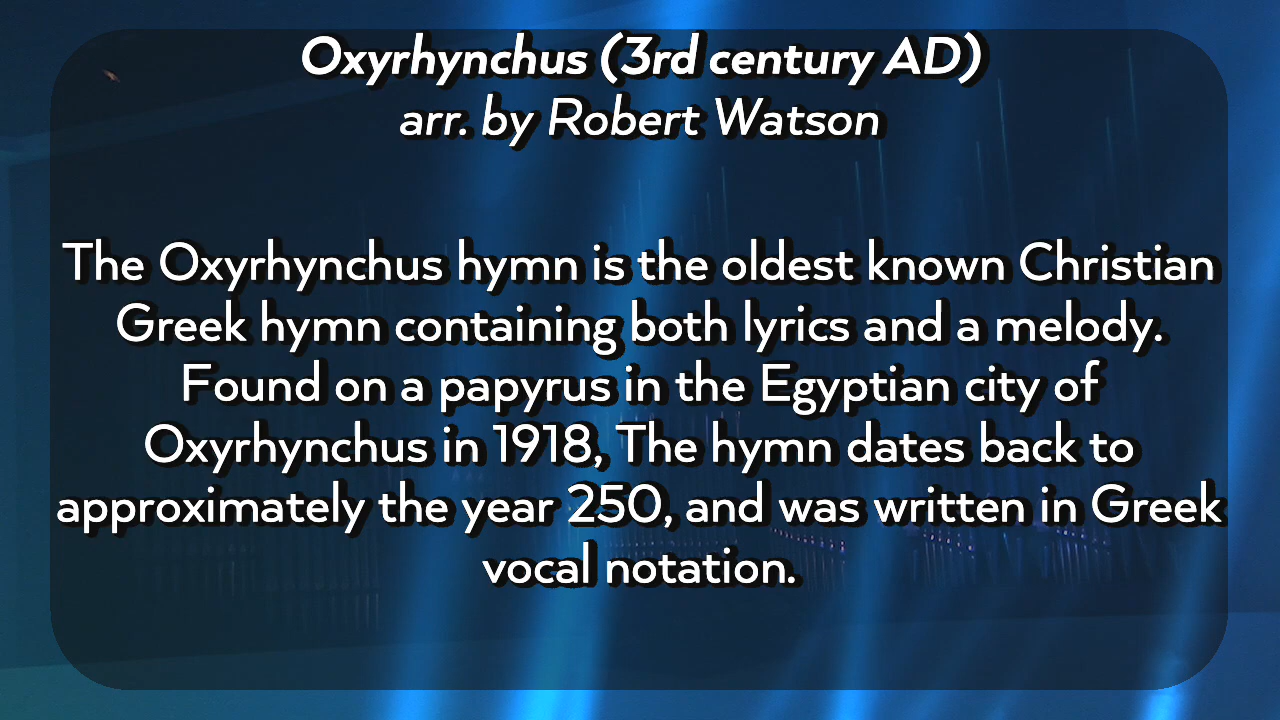 Oxyrhynchus (3rd century AD)
arr. by Robert Watson
The Oxyrhynchus hymn is the oldest known Christian
Greek hymn containing both lyrics and a melody.
Found on a papyrus in the Egyptian city of
Oxyrhynchus in 1918, The hymn dates back to
approximately the year 250, and was written in Greek
vocal notation.